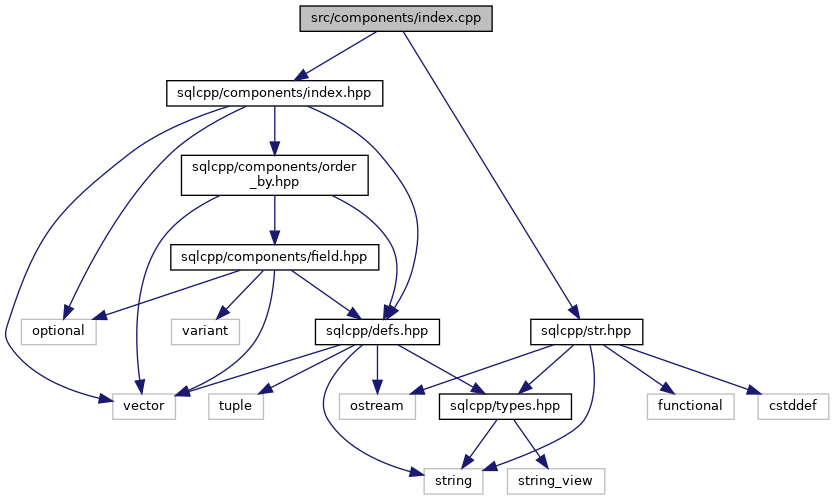 src/components/index.cpp
sqlcpp/components/index.hpp
sqlcpp/components/order
_by.hpp
sqlcpp/components/field.hpp
optional
variant
sqlcpp/defs.hpp
sqlcpp/str.hpp
vector
tuple
ostream
sqlcpp/types.hpp
functional
cstddef
string
string_view